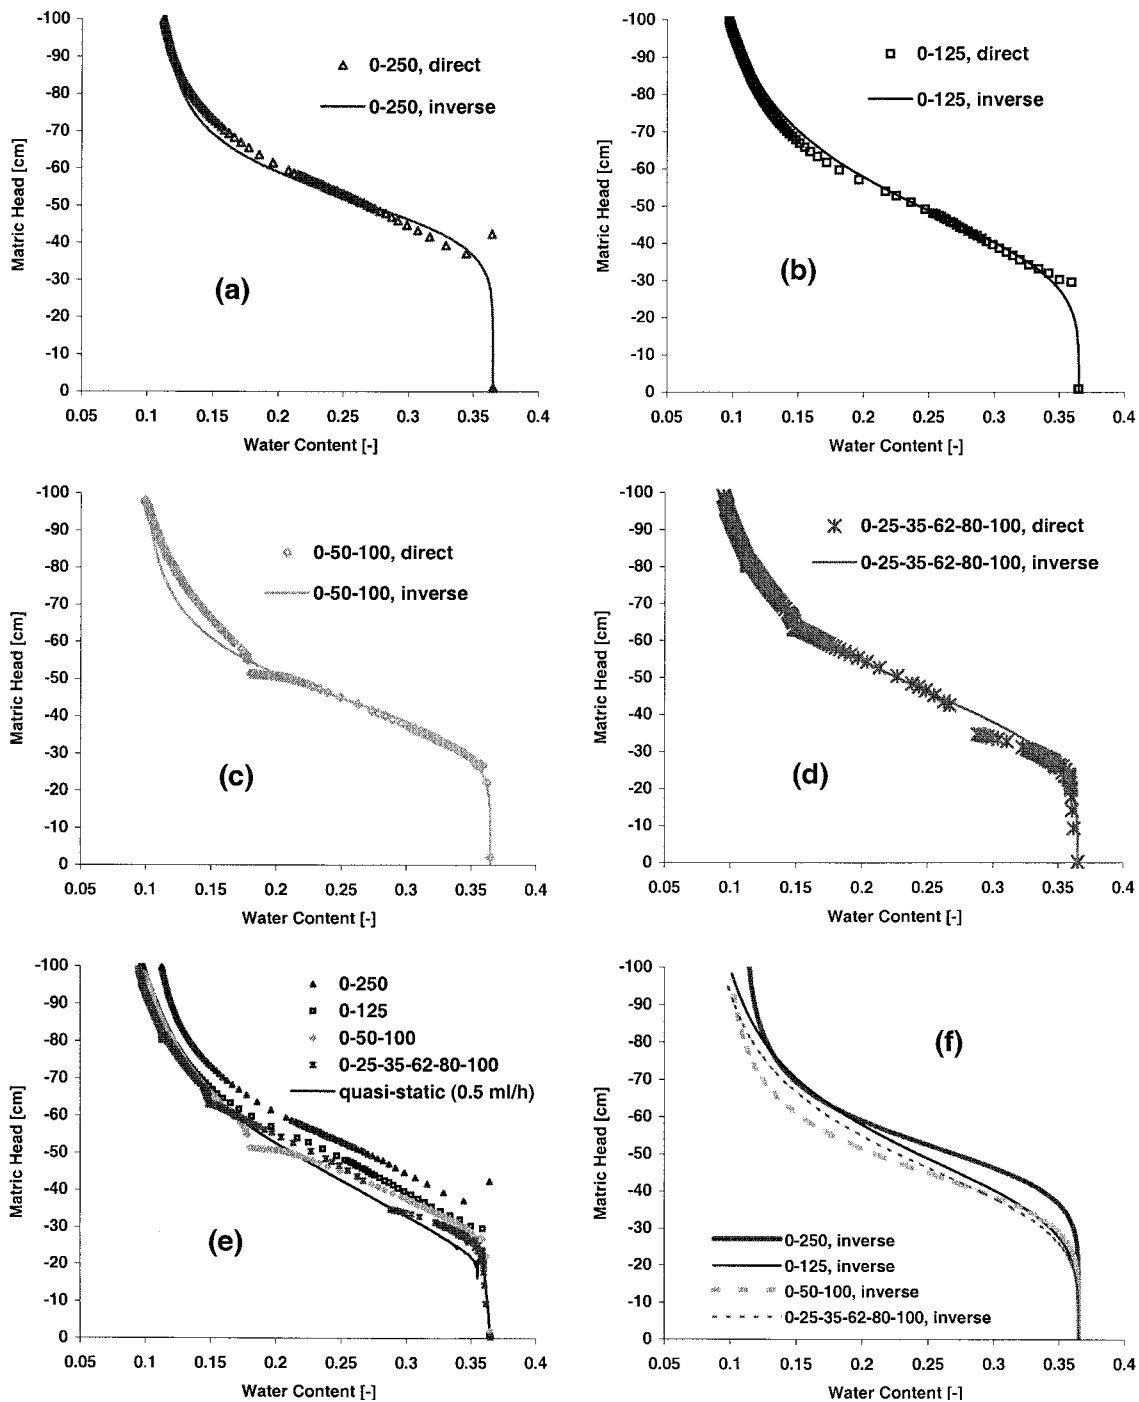 -100
-90
-80
-70
-60
-50
-40
-30
-20
-10
0
0.05 0.1 0.15 0.2 0.25 0.3 0.35 0.4
Matric Head [cm]
Water Content [-]
0-250, direct
0-250, inverse
(a)
-100
-90
-80
-70
-60
-50
-40
-30
-20
-10
0
0.05 0.1 0.15 0.2 0.25 0.3 0.35 0.4
Matric Head [cm]
Water Content [-]
0-125, direct
0-125, inverse
(b)
-100
-90
-80
-70
-60
-50
-40
-30
-20
-10
0
0.05 0.1 0.15 0.2 0.25 0.3 0.35 0.4
Matric Head [cm]
Water Content [-]
0-50-100, direct
0-50-100, inverse
(c)
-100
-90
-80
-70
-60
-50
-40
-30
-20
-10
0
0.05 0.1 0.15 0.2 0.25 0.3 0.35 0.4
Matric Head [cm]
Water Content [-]
0-25-35-62-80-100, direct
0-25-35-62-80-100, inverse
(d)
-100
-90
-80
-70
-60
-50
-40
-30
-20
-10
0
0.05 0.1 0.15 0.2 0.25 0.3 0.35 0.4
Matric Head [cm]
Water Content [-]
0-250
0-125
0-50-100
0-25-35-62-80-100
quasi-static (0.5 ml/h)
(e)
-100
-90
-80
-70
-60
-50
-40
-30
-20
-10
0
0.05 0.1 0.15 0.2 0.25 0.3 0.35 0.4
Matric Head [cm]
Water Content [-]
(f)
0-250, inverse
0-125, inverse
0-50-100, inverse
0-25-35-62-80-100, inverse